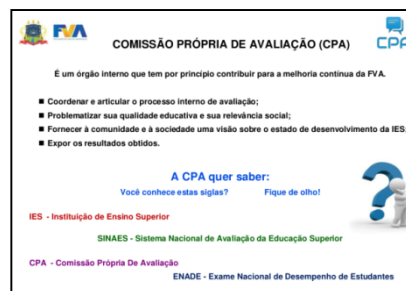 FVA
CPA
COMISSÃO PRÓPRIA DE AVALIAÇÃO (CPA)
É um órgão interno que tem por princípio contribuir para a melhoria contínua da FVA.
■ Coordenar e articular o processo interno de avaliação;
■ Problematizar sua qualidade educativa e sua relevância social;
■ Fornecer à comunidade e à sociedade uma visão sobre o estado de desenvolvimento da IES;
■ Expor os resultados obtidos.
A CPA quer saber:
Você conhece estas siglas? Fique de olho!
IES - Instituição de Ensino Superior
SINAES - Sistema Nacional de Avaliação da Educação Superior
CPA - Comissão Própria De Avaliação
ENADE - Exame Nacional de Desempenho de Estudantes